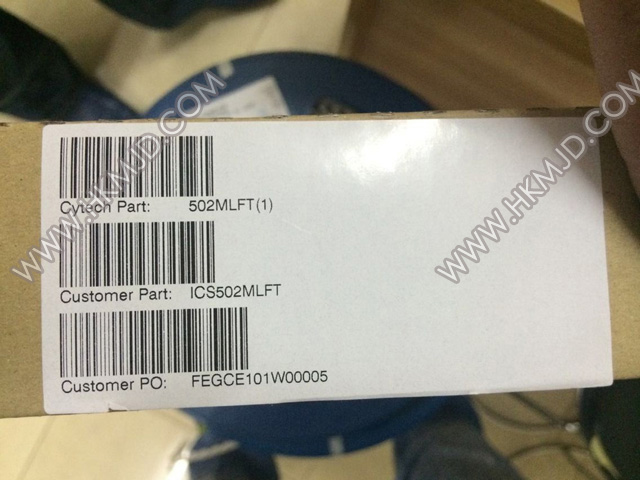 Cytech Part: 502MLFT(1)
Customer Part: ICS502MLFT
Customer PO: FEGCE101W00005
WWW.HKMJD.COM
WWW.HKMJD.COM